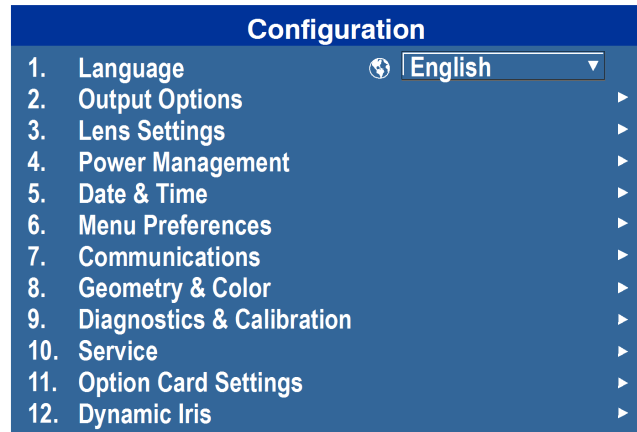 Configuration
1. Language English
2. Output Options
3. Lens Settings
4. Power Management
5. Date & Time
6. Menu Preferences
7. Communications
8. Geometry & Color
9. Diagnostics & Calibration
10. Service
11. Option Card Settings
12. Dynamic Iris